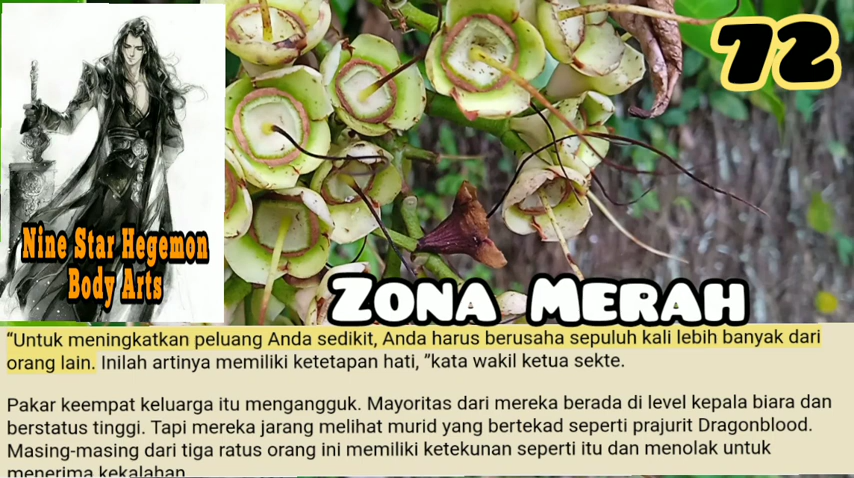 72
Nine Star Hegemon
Body Arts
Zona Merah
“Untuk meningkatkan peluang Anda sedikit, Anda harus berusaha sepuluh kali lebih banyak dari
orang lain. Inilah artinya memiliki ketetapan hati, ”kata wakil ketua sekte.
Pakar keempat keluarga itu mengangguk. Mayoritas dari mereka berada di level kepala biara dan
berstatus tinggi. Tapi mereka jarang melihat murid yang bertekad seperti prajurit Dragonblood.
Masing-masing dari tiga ratus orang ini memiliki ketekunan seperti itu dan menolak untuk
menerima kekalahan